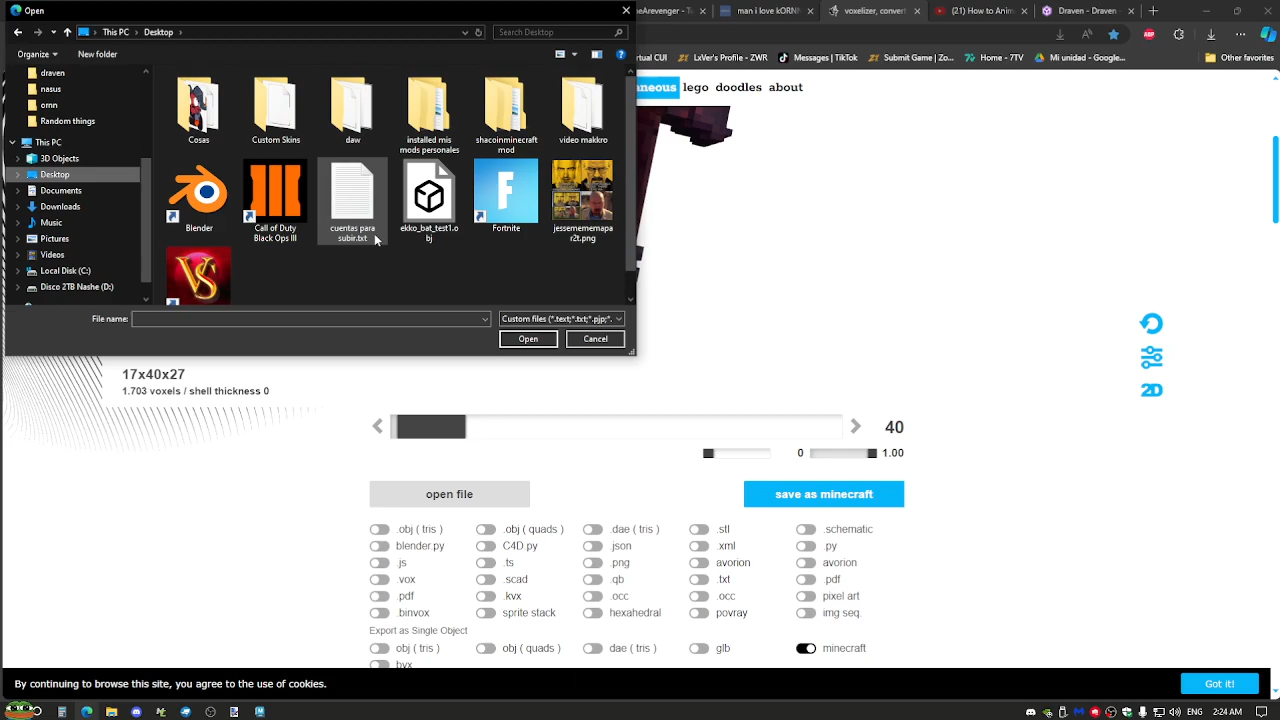 Open
meArevenger - T
man i love kORN
voxelizer, convert
(21) How to Anim
Draven - Draven
This PC > Desktop >
Search Desktop
Organize
New folder
irtual CUI
LxVer's Profile - ZWR
Messages | TikTok
Submit Game | Zo...
Home - 7TV
Mi unidad - Google...
Other favorites
draven
nasus
omn
Random things
This PC
3D Objects
Desktop
Documents
Downloads
Music
Pictures
Videos
Local Disk (C:)
Disco 2TB Nashe (D:)
Cosas
Custom Skins
daw
installed mis mods personales
shacoinminecraft mod
video makkro
Blender
Call of Duty Black Ops III
cuentas para subir.txt
ekko_bat_test1.obj
Fortnite
jessemememapar2t.png
VS
File name:
Custom files (*.text;*.txt;*.pjp;*.
Open
Cancel
aneous
lego
doodles
about
2D
17x40x27
1.703 voxels / shell thickness 0
40
0
1.00
open file
save as minecraft
.obj ( tris )
.obj ( quads )
.dae ( tris )
.stl
.schematic
blender.py
C4D.py
.json
.xml
.py
.js
.ts
.png
avorion
avorion
.vox
.scad
.qb
.txt
.pdf
.pdf
.kvx
.occ
.occ
pixel art
.binvox
sprite stack
hexahedral
povray
img seq.
Export as Single Object
obj ( tris )
obj ( quads )
dae ( tris )
glb
minecraft
bvx
By continuing to browse this site, you agree to the use of cookies.
Got it!
ENG
2:24 AM